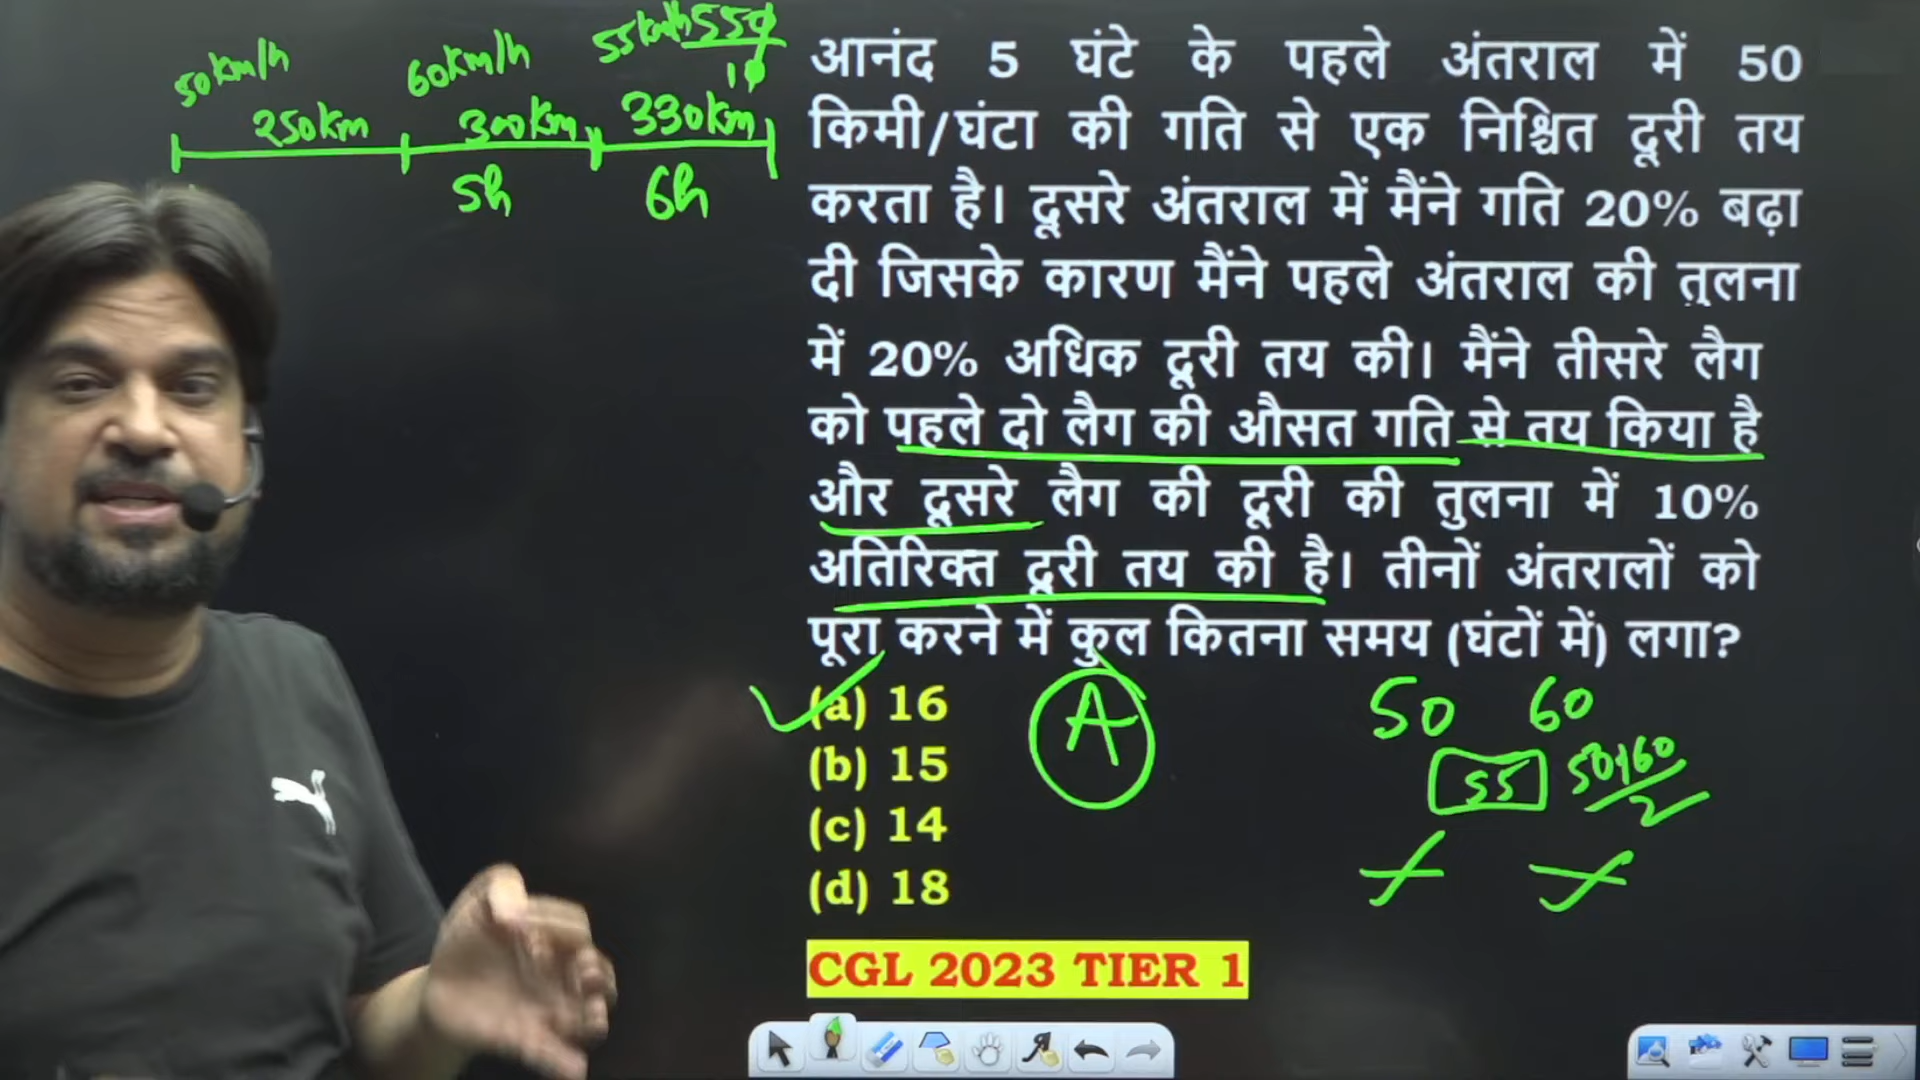 50km/h 60km/h 55km/h 550
10
250km 300km 330km
5h 6h
आनंद 5 घंटे के पहले अंतराल में 50
किमी/घंटा की गति से एक निश्चित दूरी तय
करता है। दूसरे अंतराल में मैंने गति 20% बढ़ा
दी जिसके कारण मैंने पहले अंतराल की तुलना
में 20% अधिक दूरी तय की। मैंने तीसरे लैग
को पहले दो लैग की औसत गति से तय किया है
और दूसरे लैग की दूरी की तुलना में 10%
अतिरिक्त दूरी तय की है। तीनों अंतरालों को
पूरा करने में कुल कितना समय (घंटों में) लगा?
(a) 16
(b) 15
(c) 14
(d) 18
A
50 60
55 50+60
2
CGL 2023 TIER 1